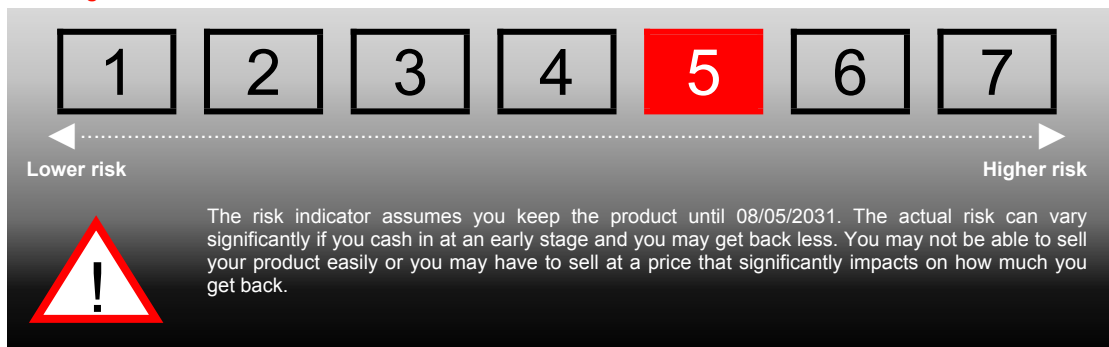 1 2 3 4 5 6 7
Lower risk Higher risk
The risk indicator assumes you keep the product until 08/05/2031. The actual risk can vary
significantly if you cash in at an early stage and you may get back less. You may not be able to sell
your product easily or you may have to sell at a price that significantly impacts on how much you
get back.
!